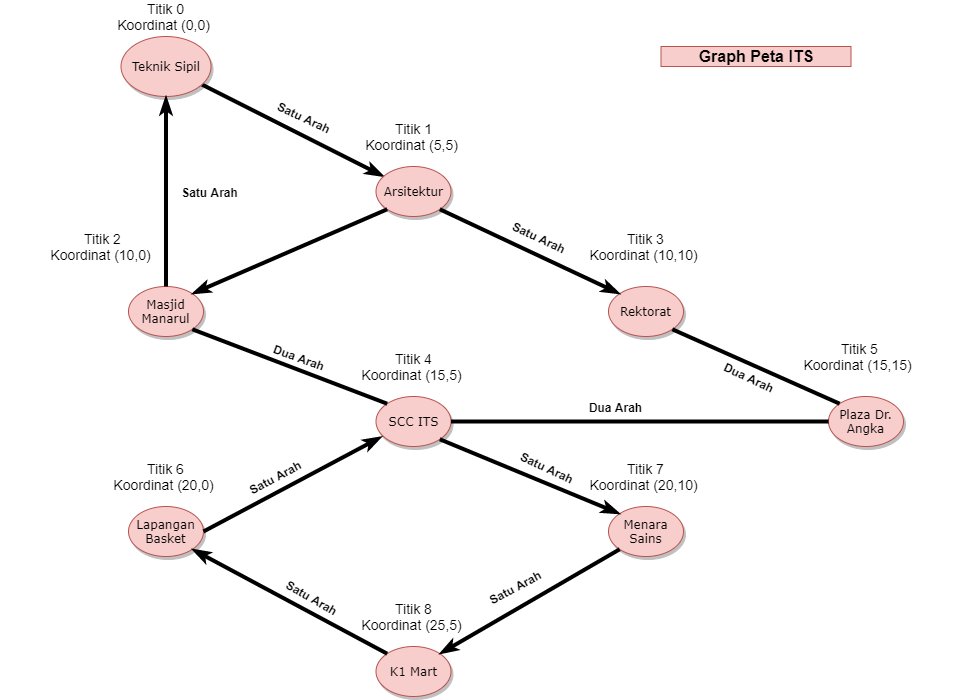 Titik 0
Koordinat (0,0)
Graph Peta ITS
Teknik Sipil
Satu Arah
Titik 1
Koordinat (5,5)
Satu Arah
Arsitektur
Titik 2
Koordinat (10,0)
Satu Arah
Titik 3
Koordinat (10,10)
Masjid
Manarul
Rektorat
Dua Arah
Titik 4
Koordinat (15,5)
Titik 5
Koordinat (15,15)
Dua Arah
SCC ITS
Dua Arah
Plaza Dr.
Angka
Titik 6
Koordinat (20,0)
Satu Arah
Satu Arah
Titik 7
Koordinat (20,10)
Lapangan
Basket
Menara
Sains
Satu Arah
Titik 8
Koordinat (25,5)
Satu Arah
K1 Mart